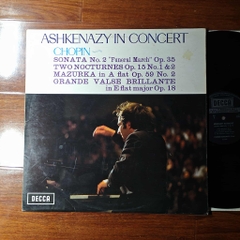 ASHKENAZY IN CONCERT
CHOPIN
SONATA No. 2 "Funeral March" Op. 35
TWO NOCTURNES Op. 15 No. 1 & 2
MAZURKA in A flat Op. 59 No. 2
GRANDE VALSE BRILLANTE
in E flat major Op. 18
DECCA